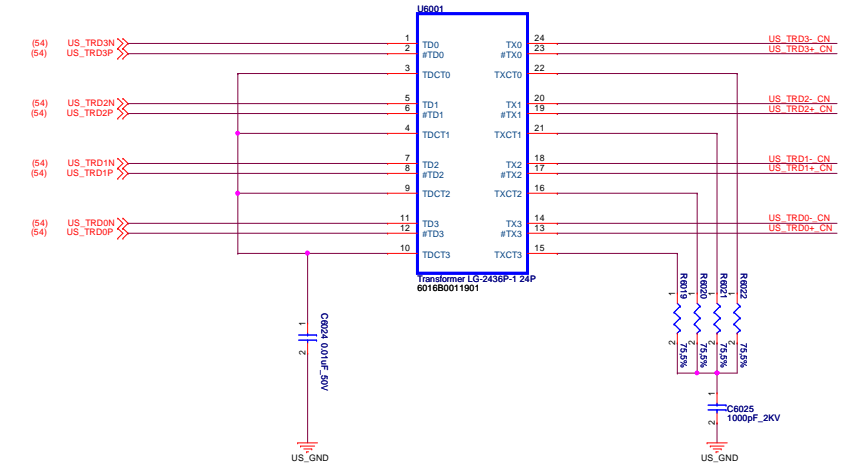 U6001
(54) US_TRD3N 1 TD0 TX0 24 US_TRD3-_CN
(54) US_TRD3P 2 #TD0 #TX0 23 US_TRD3+_CN
3 TDCT0 TXCT0 22
(54) US_TRD2N 5 TD1 TX1 20 US_TRD2-_CN
(54) US_TRD2P 6 #TD1 #TX1 19 US_TRD2+_CN
4 TDCT1 TXCT1 21
(54) US_TRD1N 7 TD2 TX2 18 US_TRD1-_CN
(54) US_TRD1P 8 #TD2 #TX2 17 US_TRD1+_CN
9 TDCT2 TXCT2 16
(54) US_TRD0N 11 TD3 TX3 14 US_TRD0-_CN
(54) US_TRD0P 12 #TD3 #TX3 13 US_TRD0+_CN
10 TDCT3 TXCT3 15
Transformer LG-2436P-1 24P
6016B0011901
1 2 C6024 0.01uF_50V
US_GND
1 2 R6019 75,5%
1 2 R6020 75,5%
1 2 R6021 75,5%
1 2 R6022 75,5%
1 2 C6025
1000pF_2KV
US_GND